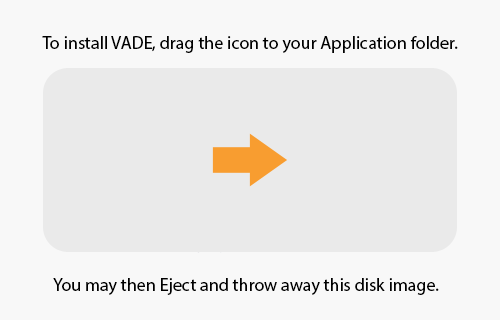 To install VADE, drag the icon to your Application folder.
You may then Eject and throw away this disk image.